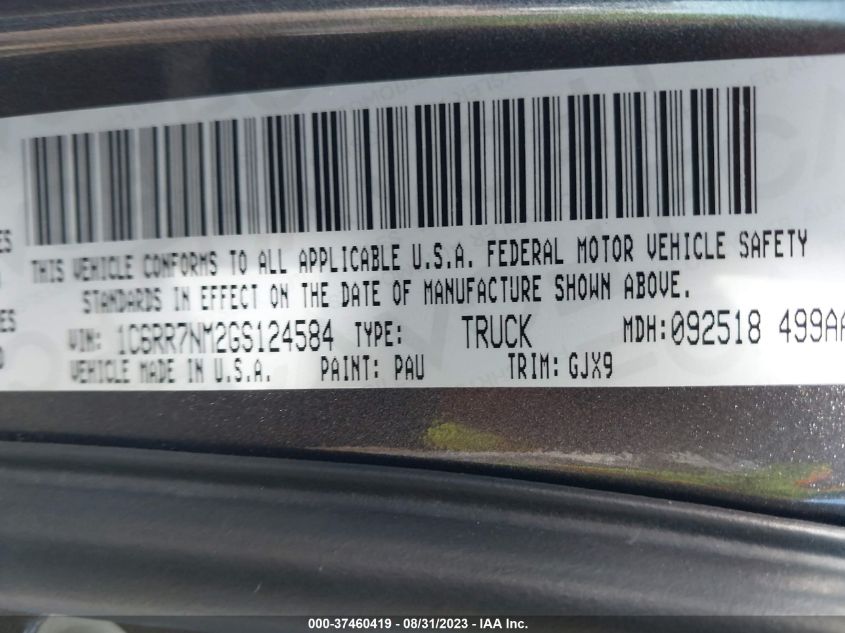 THIS VEHICLE CONFORMS TO ALL APPLICABLE U.S.A. FEDERAL MOTOR VEHICLE SAFETY
STANDARDS IN EFFECT ON THE DATE OF MANUFACTURE SHOWN ABOVE.
VIN: 1C6RR7NM2GS124584 TYPE: TRUCK MDH:092518 499AA
VEHICLE MADE IN U.S.A. PAINT: PAU TRIM: GJX9
000-37460419 - 08/31/2023 - IAA Inc.